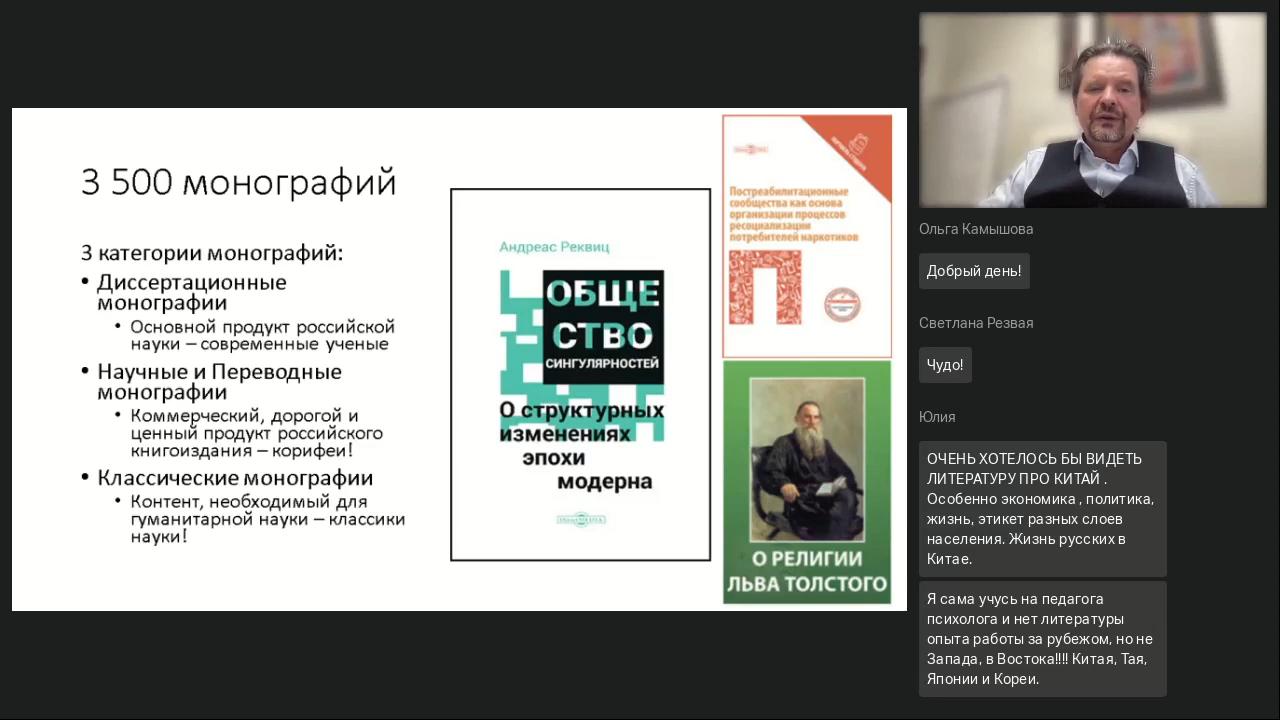 3 500 монографий
3 категории монографий:
• Диссертационные
монографии
• Основной продукт российской
науки – современные ученые
• Научные и Переводные
монографии
• Коммерческий, дорогой и
ценный продукт российского
книгоиздания – корифеи!
• Классические монографии
• Контент, необходимый для
гуманитарной науки – классики
науки!
Андреас Реквиц
ОБЩЕ
СТВО
СИНГУЛЯРНОСТЕЙ
О структурных
изменениях
эпохи
модерна
Постреабилитационные
сообщества как основа
организации процессов
ресоциализации
потребителей наркотиков
П
О РЕЛИГИИ
ЛЬВА ТОЛСТОГО
Ольга Камышова
Добрый день!
Светлана Резвая
Чудо!
Юлия
ОЧЕНЬ ХОТЕЛОСЬ БЫ ВИДЕТЬ
ЛИТЕРАТУРУ ПРО КИТАЙ .
Особенно экономика , политика,
жизнь, этикет разных слоев
населения. Жизнь русских в
Китае.
Я сама учусь на педагога
психолога и нет литературы
опыта работы за рубежом, но не
Запада, в Востока!!!! Китая, Тая,
Японии и Кореи.